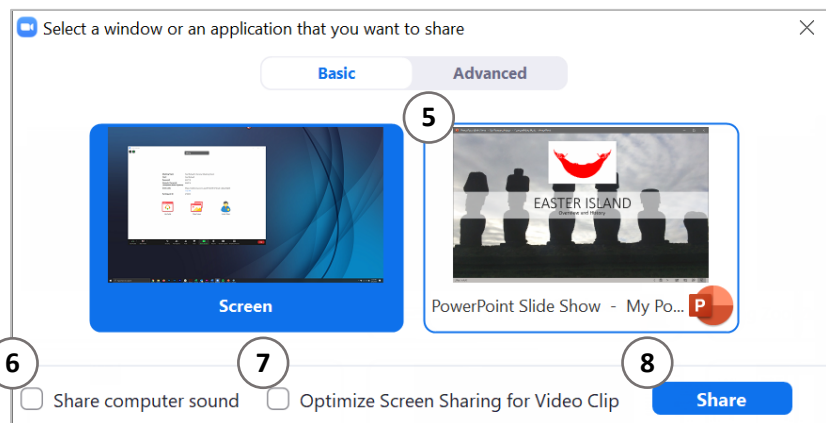 Select a window or an application that you want to share
Basic
Advanced
5
EASTER ISLAND
Overview and History
Screen
PowerPoint Slide Show - My Po...
P
6
7
8
Share computer sound
Optimize Screen Sharing for Video Clip
Share